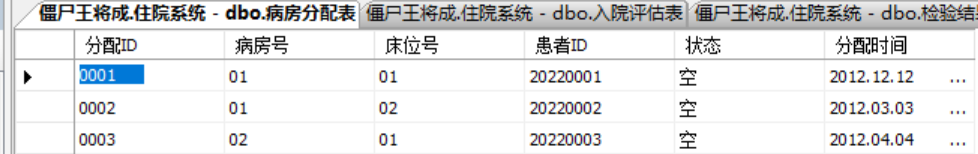 僵尸王将成.住院系统 - dbo.病房分配表 僵尸王将成.住院系统 - dbo.入院评估表 僵尸王将成.住院系统 - dbo.检验结
分配ID 病房号 床位号 患者ID 状态 分配时间
0001 01 01 20220001 空 2012.12.12 ...
0002 01 02 20220002 空 2012.03.03 ...
0003 02 01 20220003 空 2012.04.04 ...